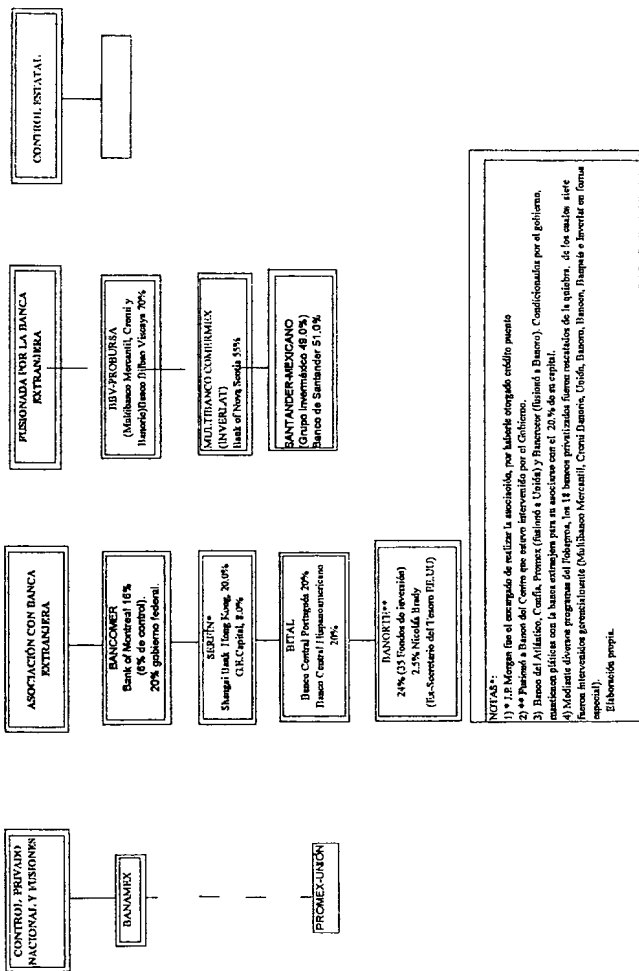 CONTROL PRIVADO
NACIONAL Y FUSIONES
BANAMEX
PROMEX-UNIÓN
ASOCIACIÓN CON BANCA
EXTRANJERA
BANCOMER
Bank of Montreal 16%
(6% de control).
20% gobierno federal.
SERFIN*
Shangai Bank Hong Kong, 20.0%
G.E.Capital, 8.0%
BITAL
Banco Central Portugués 20%
Banco Central Hispanoamericano
20%
BANORTE**
24% (35 Fondos de inversión)
2.5% Nicolás Brady
(Ex-Secretario del Tesoro EE.UU)
FUSIONADA POR LA BANCA
EXTRANJERA
BBV-PROBURSA
(Multibanco Mercantil, Cremi y
Banorie)Banco Bilbao Vizcaya 70%
MULTIBANCO COMERMEX
(INVERLAT)
Bank of Nova Scotia 55%
SANTANDER-MEXICANO
(Grupo Invermáxico 49.0%)
Banco de Santander 51.0%
CONTROL ESTATAL
NOTAS*:
1) * J.P. Morgan fue el encargado de realizar la asociación, por haberle otorgado crédito puente
2) ** Fusionó a Banco del Centro que estuvo intervenido por el Gobierno.
3) Banco del Atlántico, Confía, Promex (fusionó a Unión) y Bancrecer (fusionó a Banoro). Condicionados por el gobierno,
mantienen pláticas con la banca extranjera para su asociarse con el 20.% de su capital.
4) Mediante diversos programas del Fobaproa, los 18 bancos privatizados fueron rescatados de la quiebra, de los cuales siete
fueron intervenidos gerencialmente (Multibanco Mercantil, Cremi Banorie, Unión, Banoro, Bancen, Banpaís e Inverlat en forma
especial).
Elaboración propia.